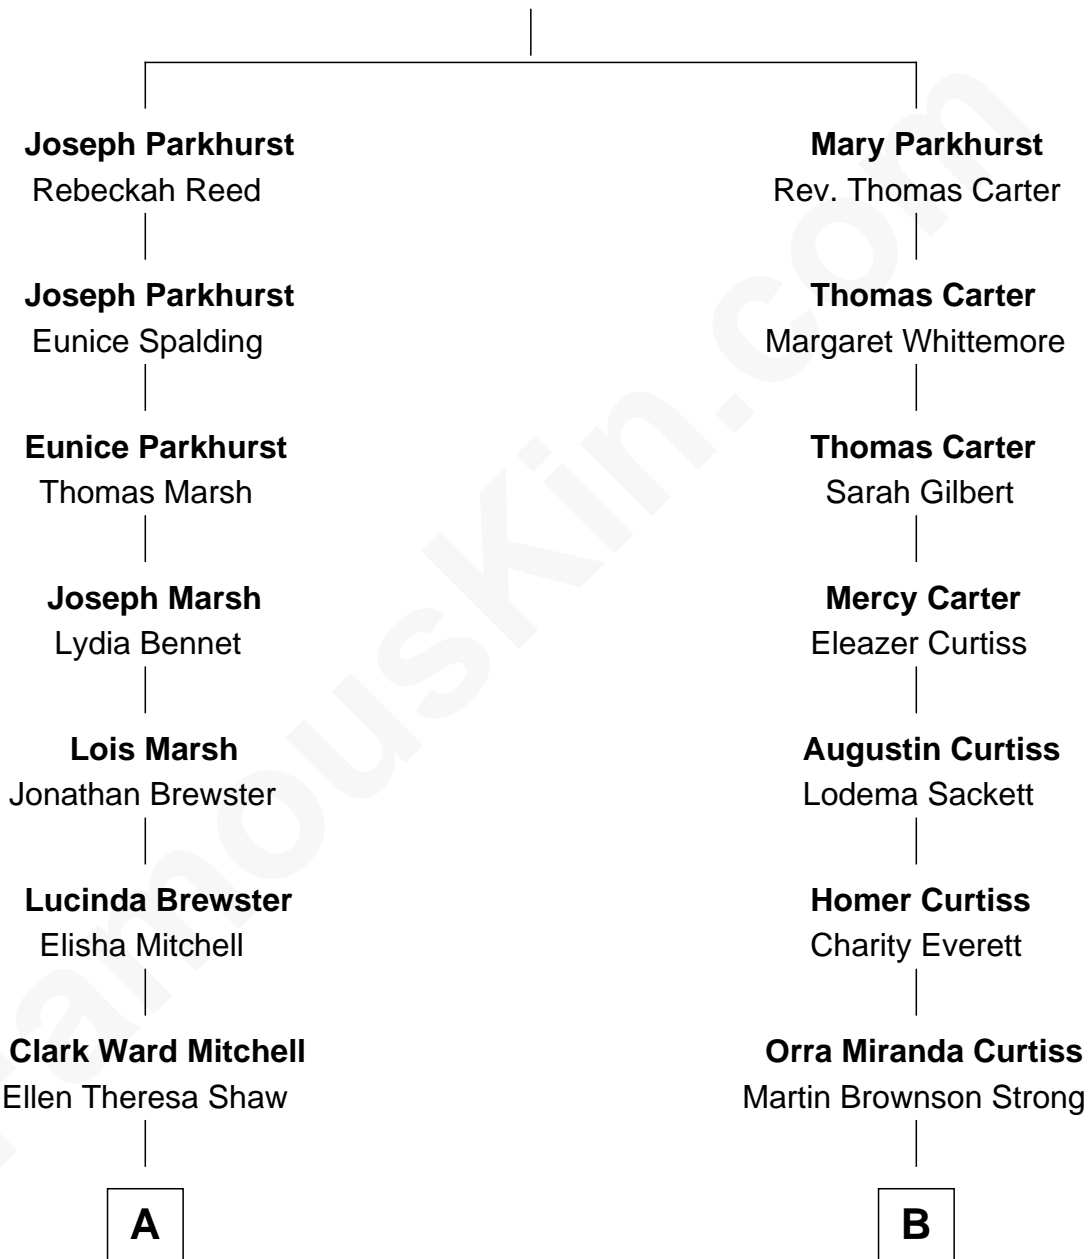 Joseph Parkhurst
Rebeckah Reed
Joseph Parkhurst
Eunice Spalding
Eunice Parkhurst
Thomas Marsh
Joseph Marsh
Lydia Bennet
Lois Marsh
Jonathan Brewster
Lucinda Brewster
Elisha Mitchell
Clark Ward Mitchell
Ellen Theresa Shaw
A
Mary Parkhurst
Rev. Thomas Carter
Thomas Carter
Margaret Whittemore
Thomas Carter
Sarah Gilbert
Mercy Carter
Eleazer Curtiss
Augustin Curtiss
Lodema Sackett
Homer Curtiss
Charity Everett
Orra Miranda Curtiss
Martin Brownson Strong
B
famouskin.com